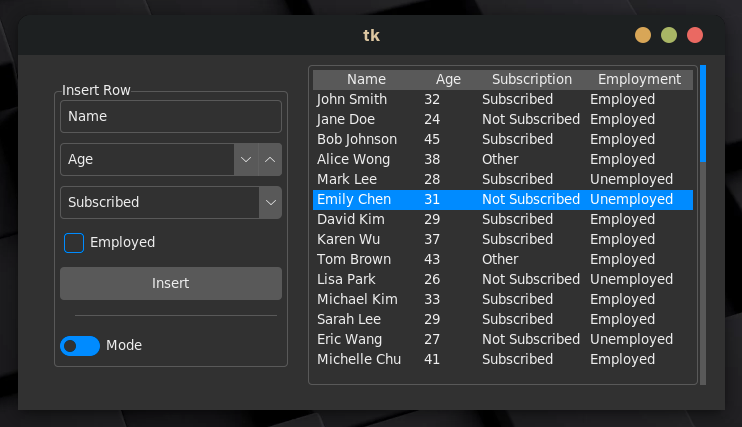 tk
Insert Row
Name
Age
Subscribed
Employed
Insert
Mode
Name Age Subscription Employment
John Smith 32 Subscribed Employed
Jane Doe 24 Not Subscribed Employed
Bob Johnson 45 Subscribed Employed
Alice Wong 38 Other Employed
Mark Lee 28 Subscribed Unemployed
Emily Chen 31 Not Subscribed Unemployed
David Kim 29 Subscribed Employed
Karen Wu 37 Subscribed Employed
Tom Brown 43 Other Employed
Lisa Park 26 Not Subscribed Unemployed
Michael Kim 33 Subscribed Employed
Sarah Lee 29 Subscribed Employed
Eric Wang 27 Not Subscribed Unemployed
Michelle Chu 41 Subscribed Employed